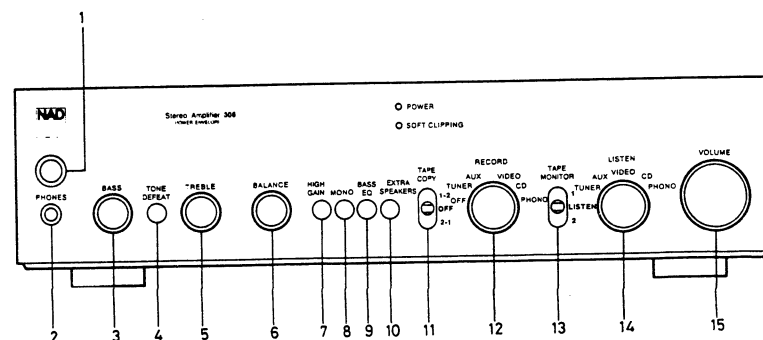 1
NAD
Stereo Amplifier 306
POWER ENVELOPE
POWER
SOFT CLIPPING
PHONES
BASS
TONE
DEFEAT
TREBLE
BALANCE
HIGH
GAIN
MONO
BASS
EQ
EXTRA
SPEAKERS
TAPE
COPY
1-2
OFF
2-1
RECORD
AUX VIDEO
TUNER CD
OFF PHONO
TAPE
MONITOR
1
LISTEN
2
LISTEN
AUX VIDEO CD
TUNER PHONO
VOLUME
2 3 4 5 6 7 8 9 10 11 12 13 14 15